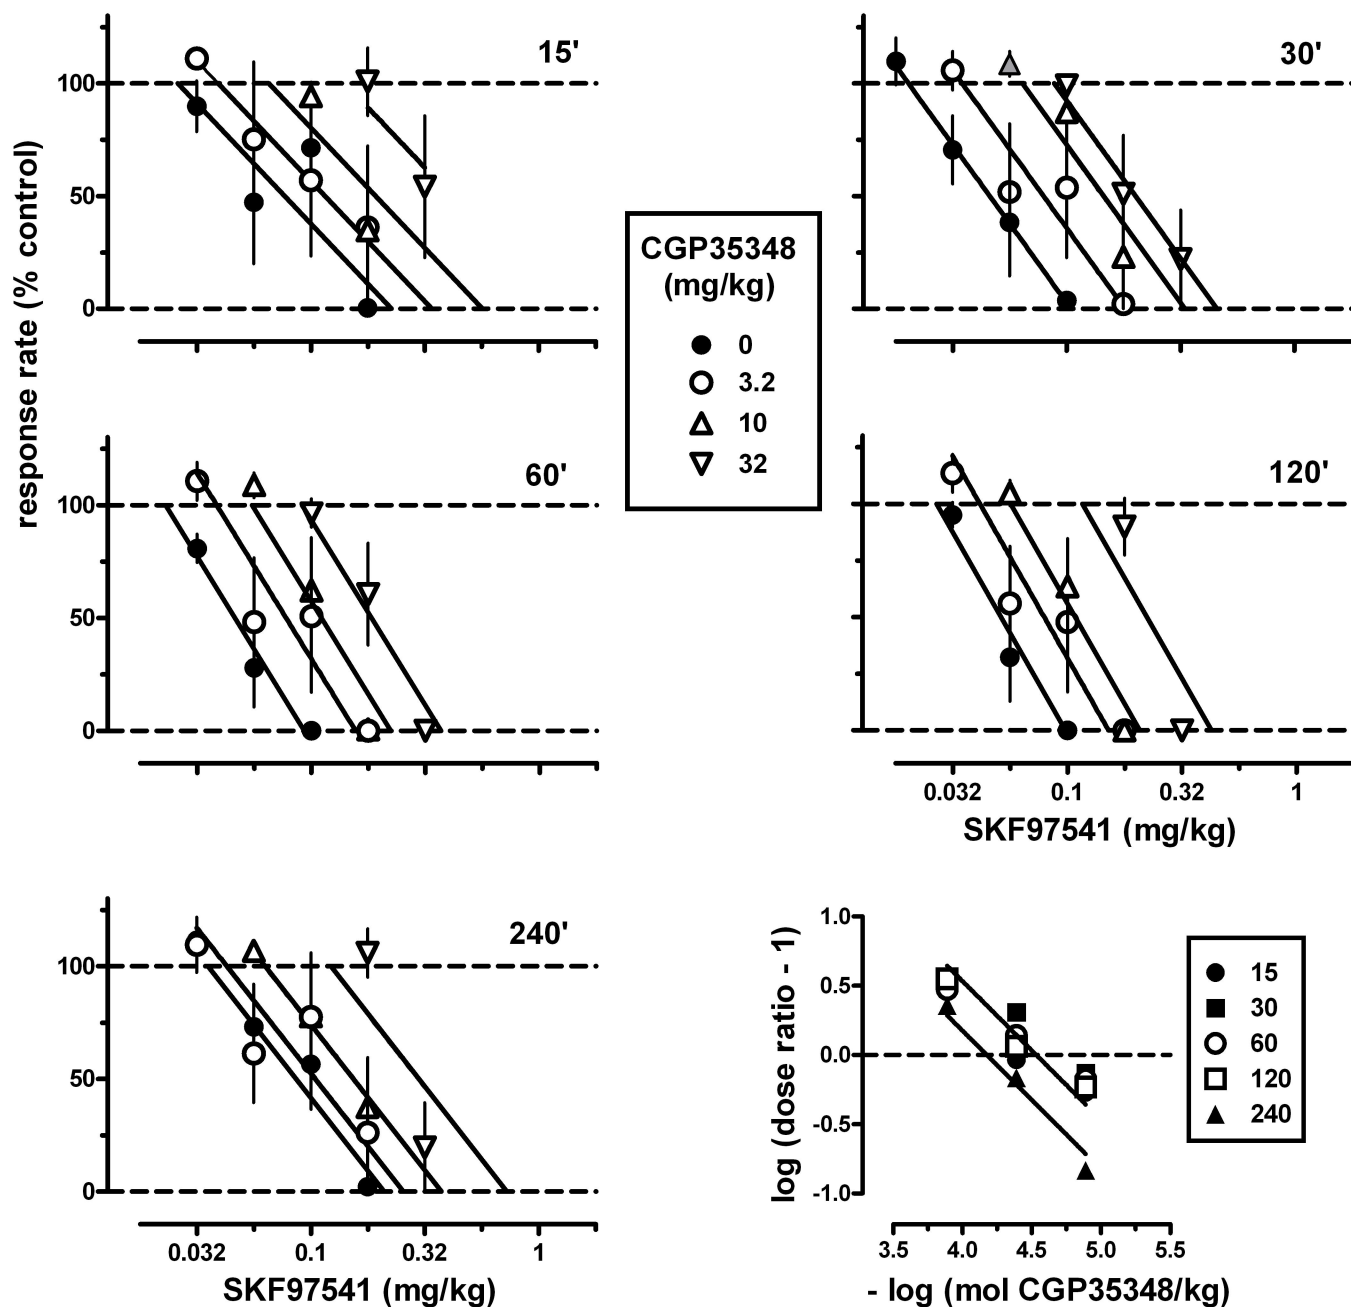 response rate (% control)
15'
100
50
0
30'
CGP35348
(mg/kg)
0
3.2
10
32
60'
100
50
0
120'
0.032 0.1 0.32 1
SKF97541 (mg/kg)
240'
100
50
0
0.032 0.1 0.32 1
SKF97541 (mg/kg)
log (dose ratio - 1)
1.0
0.5
0.0
-0.5
-1.0
3.5 4.0 4.5 5.0 5.5
- log (mol CGP35348/kg)
15
30
60
120
240